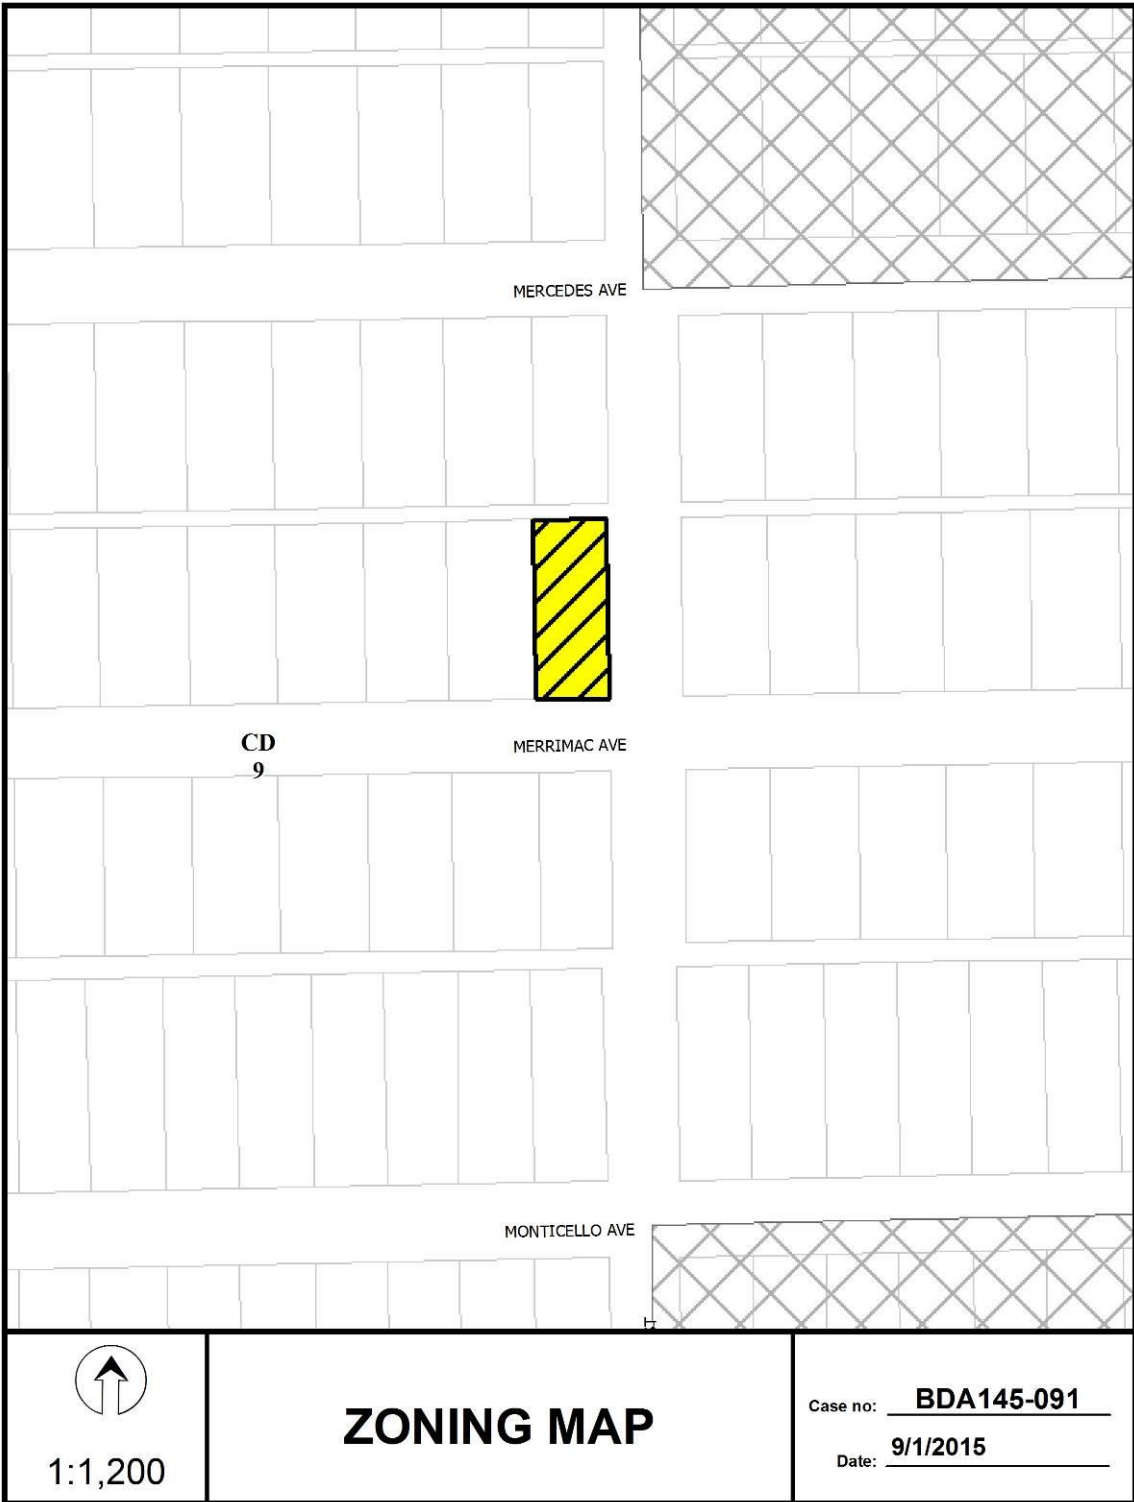 MERCEDES AVE
CD
9
MERRIMAC AVE
MONTICELLO AVE
1:1,200
ZONING MAP
Case no: BDA145-091
Date: 9/1/2015